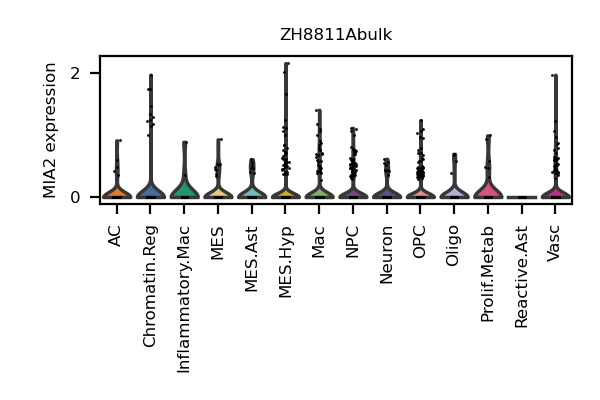 ZH8811Abulk
MIA2 expression
2
0
AC
Chromatin.Reg
Inflammatory.Mac
MES
MES.Ast
MES.Hyp
Mac
NPC
Neuron
OPC
Oligo
Prolif.Metab
Reactive.Ast
Vasc